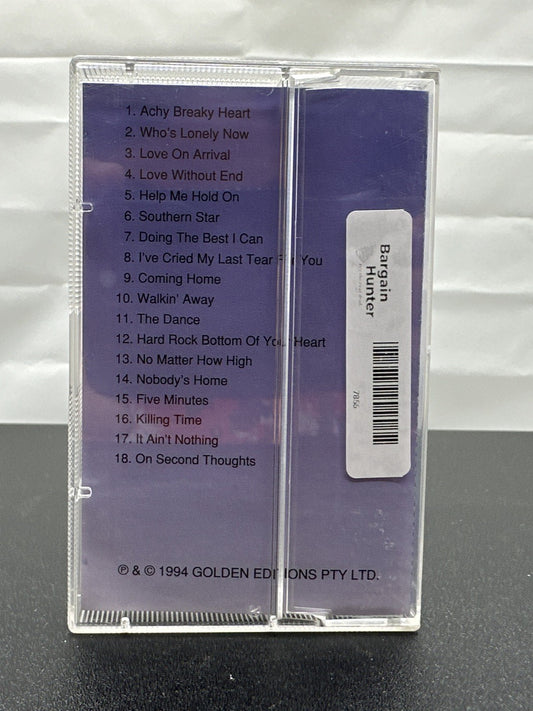 1. Achy Breaky Heart
2. Who's Lonely Now
3. Love On Arrival
4. Love Without End
5. Help Me Hold On
6. Southern Star
7. Doing The Best I Can
8. I've Cried My Last Tear For You
9. Coming Home
10. Walkin' Away
11. The Dance
12. Hard Rock Bottom Of Your Heart
13. No Matter How High
14. Nobody's Home
15. Five Minutes
16. Killing Time
17. It Ain't Nothing
18. On Second Thoughts
℗ & © 1994 GOLDEN EDITIONS PTY LTD.
Bargain
Hunter
7856